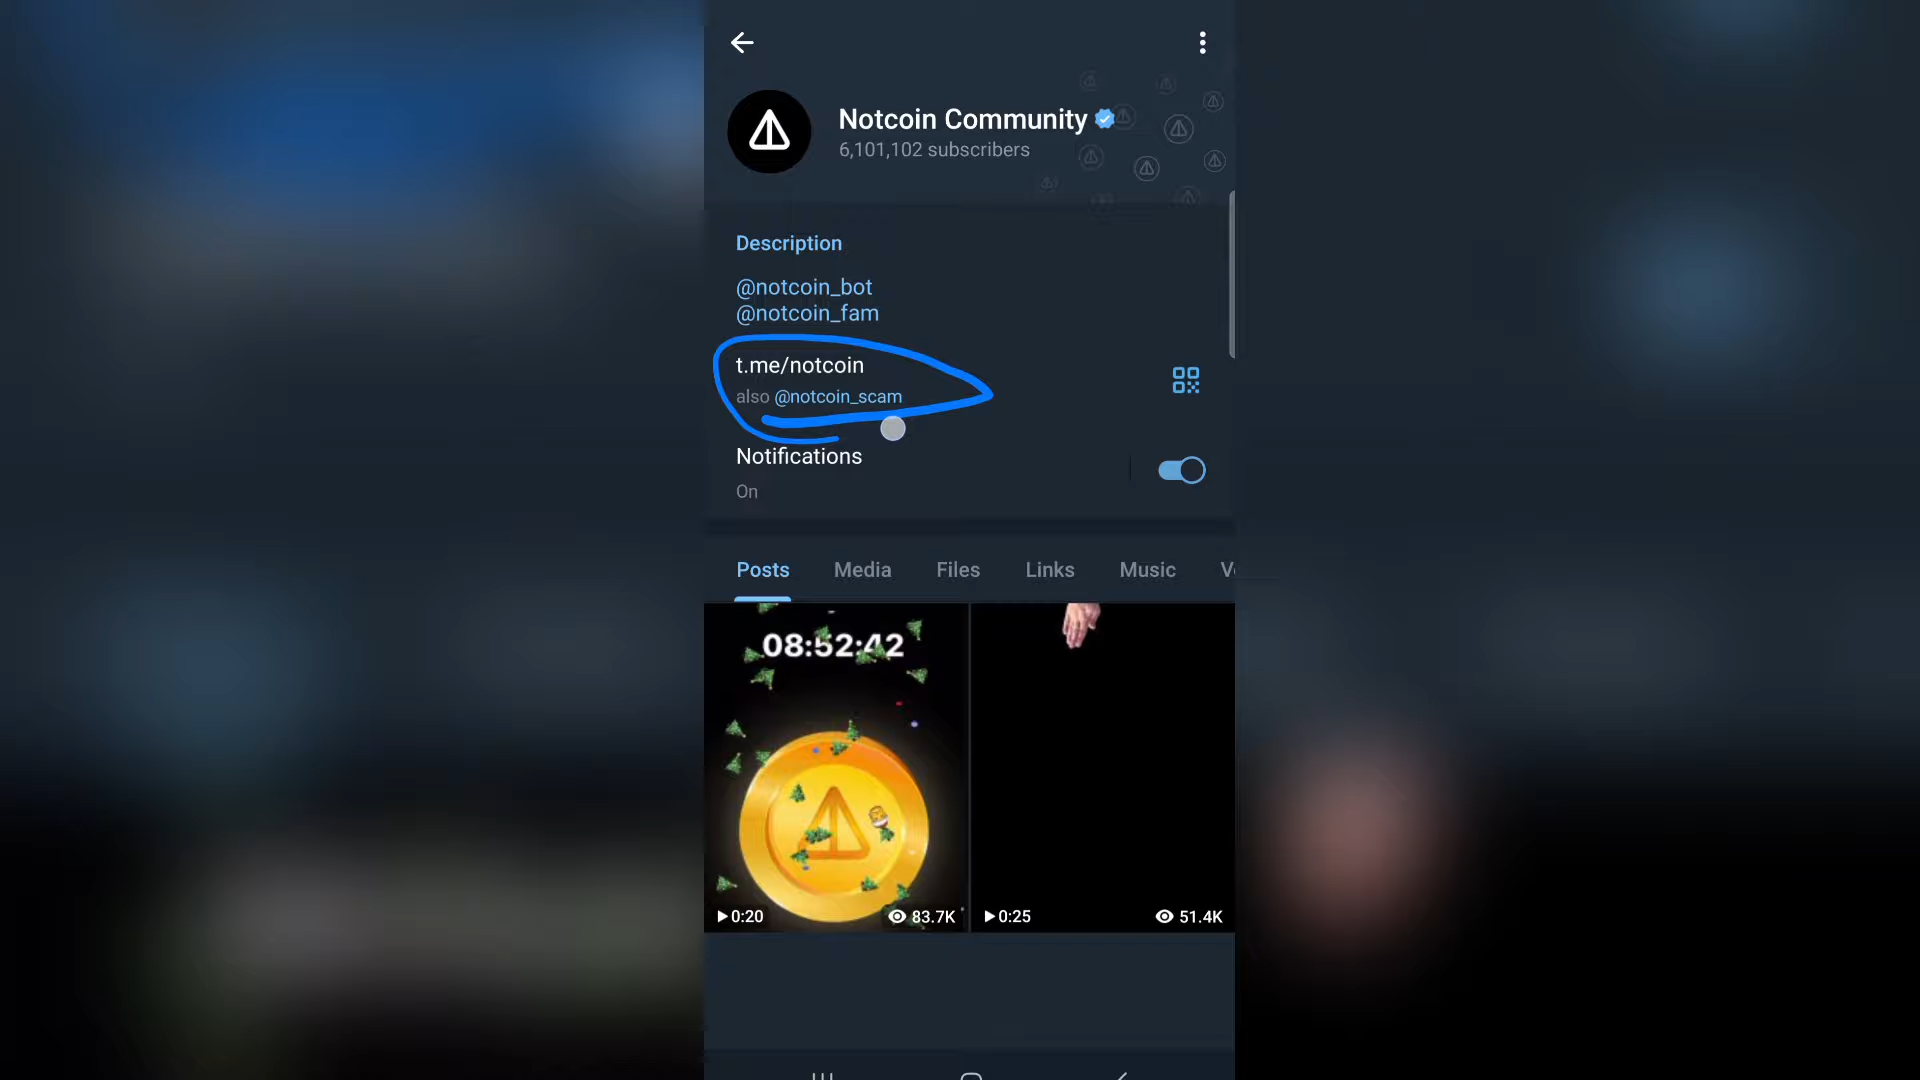 Notcoin Community
6,101,102 subscribers
Description
@notcoin_bot
@notcoin_fam
t.me/notcoin
also @notcoin_scam
Notifications
On
Posts Media Files Links Music
08:52:42
0:20 83.7K 0:25 51.4K